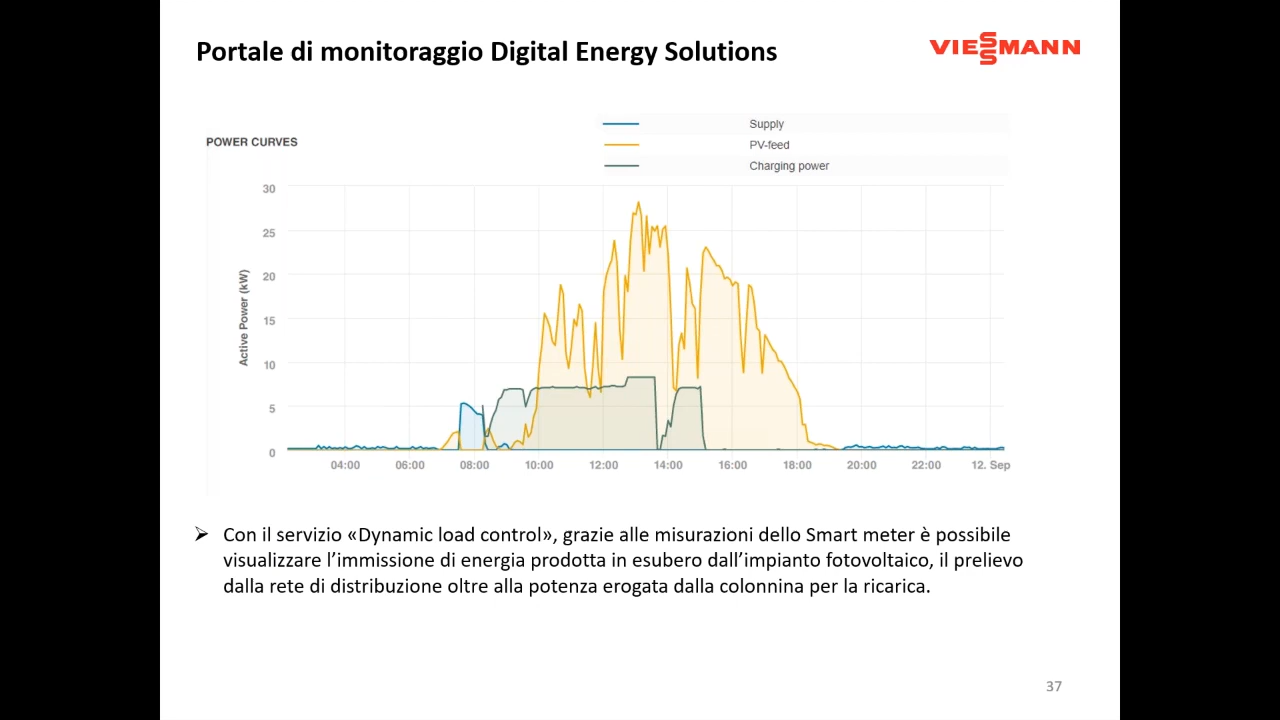 Portale di monitoraggio Digital Energy Solutions
VIESSMANN
Supply
POWER CURVES
PV-feed
Charging power
30
25
20
15
10
5
0
Active Power (kW)
04:00 06:00 08:00 10:00 12:00 14:00 16:00 18:00 20:00 22:00 12. Sep
➢ Con il servizio «Dynamic load control», grazie alle misurazioni dello Smart meter è possibile
visualizzare l’immissione di energia prodotta in esubero dall’impianto fotovoltaico, il prelievo
dalla rete di distribuzione oltre alla potenza erogata dalla colonnina per la ricarica.
37